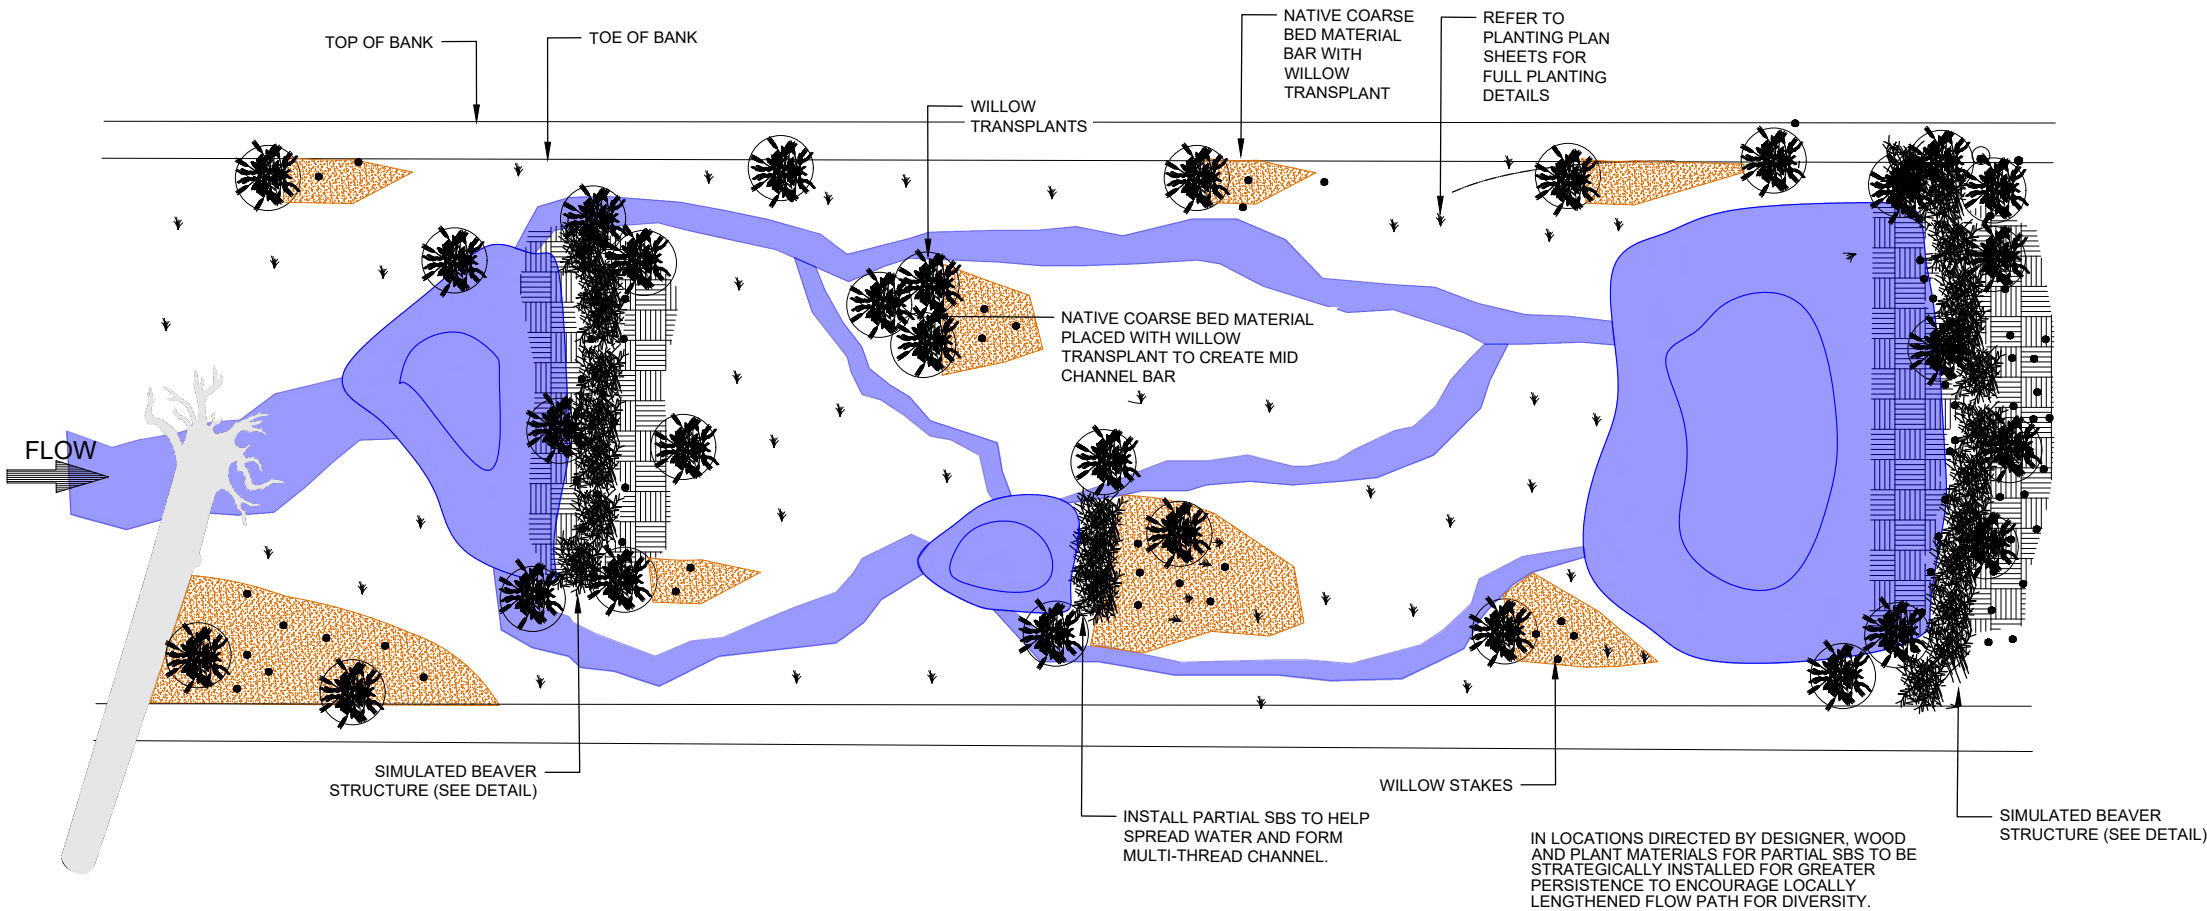 TOP OF BANK
TOE OF BANK
NATIVE COARSE
BED MATERIAL
BAR WITH
WILLOW
TRANSPLANT
REFER TO
PLANTING PLAN
SHEETS FOR
FULL PLANTING
DETAILS
WILLOW
TRANSPLANTS
NATIVE COARSE BED MATERIAL
PLACED WITH WILLOW
TRANSPLANT TO CREATE MID
CHANNEL BAR
FLOW
SIMULATED BEAVER
STRUCTURE (SEE DETAIL)
INSTALL PARTIAL SBS TO HELP
SPREAD WATER AND FORM
MULTI-THREAD CHANNEL.
WILLOW STAKES
IN LOCATIONS DIRECTED BY DESIGNER, WOOD
AND PLANT MATERIALS FOR PARTIAL SBS TO BE
STRATEGICALLY INSTALLED FOR GREATER
PERSISTENCE TO ENCOURAGE LOCALLY
LENGTHENED FLOW PATH FOR DIVERSITY.
SIMULATED BEAVER
STRUCTURE (SEE DETAIL)